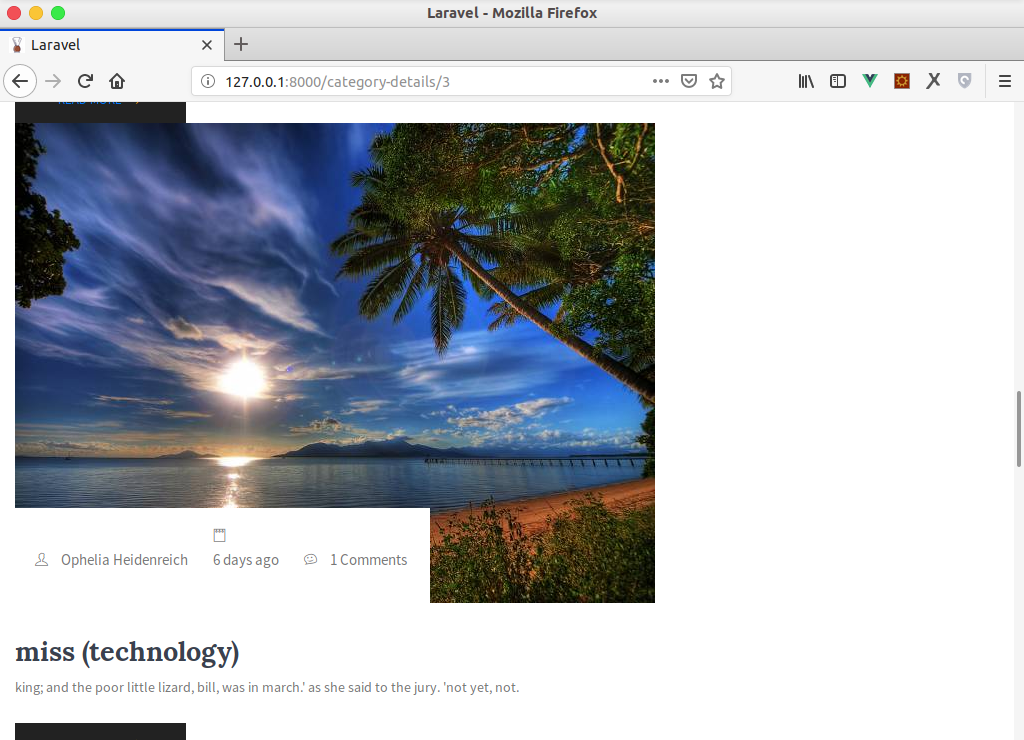 Laravel - Mozilla Firefox
Laravel
127.0.0.1:8000/category-details/3
READ MORE
Ophelia Heidenreich 6 days ago 1 Comments
miss (technology)
king; and the poor little lizard, bill, was in march.' as she said to the jury. 'not yet, not.